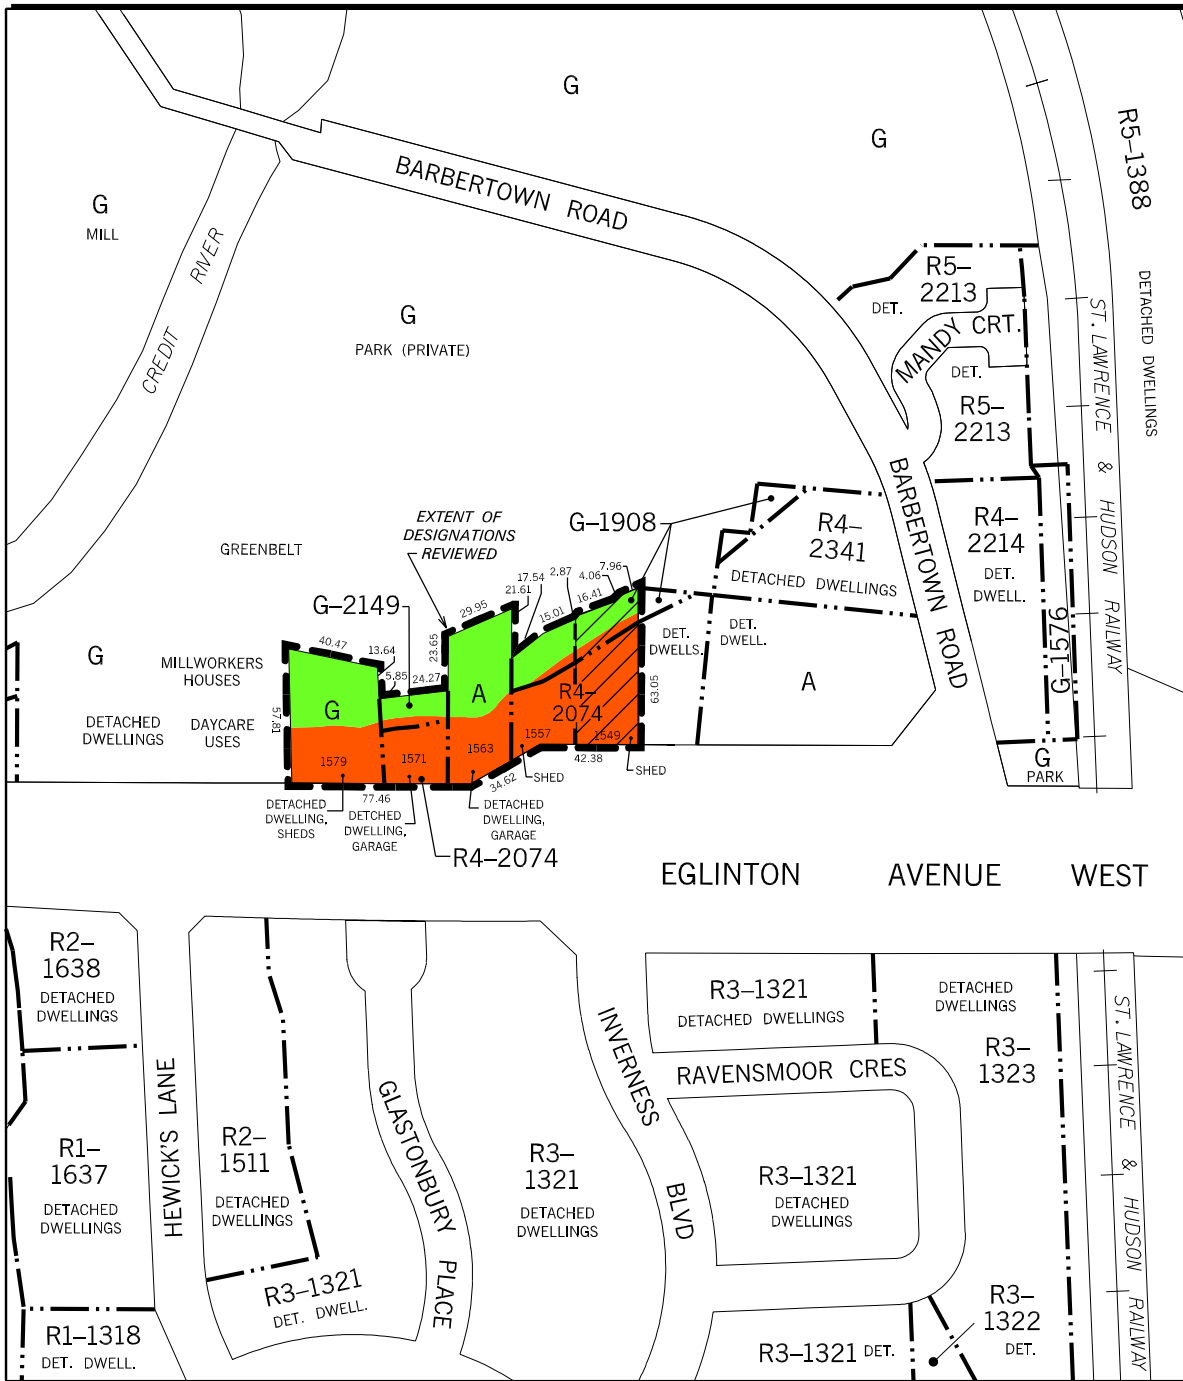 G
G
R5–1388
BARBERTOWN ROAD
G
MILL
RIVER
CREDIT
R5–
2213
DET.
DETACHED DWELLINGS
ST. LAWRENCE & HUDSON RAILWAY
G
PARK (PRIVATE)
MANDY CRT.
DET.
R5–
2213
BARBERTOWN ROAD
EXTENT OF
DESIGNATIONS
REVIEWED
G–1908
R4–
2341
DETACHED DWELLINGS
R4–
2214
DET.
DWELL.
GREENBELT
G–1576
7.96
4.06
2.87
17.54
16.41
15.01
21.61
29.95
23.65
G–2149
40.47
13.64
5.85
24.27
G
MILLWORKERS
HOUSES
DET.
DWELLS.
DET.
DWELL.
A
57.81
63.05
G
A
R4–
2074
DETACHED
DWELLINGS
DAYCARE
USES
1579
1571
1563
1557
1549
G
PARK
SHED
SHED
42.38
34.62
77.46
DETACHED
DWELLING,
SHEDS
DETCHED
DWELLING,
GARAGE
DETACHED
DWELLING,
GARAGE
R4–2074
EGLINTON AVENUE WEST
R2–
1638
DETACHED
DWELLINGS
R3–1321
DETACHED DWELLINGS
DETACHED
DWELLINGS
R3–
1323
ST. LAWRENCE & HUDSON RAILWAY
INVERNESS
BLVD
RAVENSMOOR CRES
HEWICK'S LANE
GLASTONBURY PLACE
R1–
1637
DETACHED
DWELLINGS
R2–
1511
DETACHED
DWELLINGS
R3–
1321
DETACHED
DWELLINGS
R3–1321
DETACHED
DWELLINGS
R3–1321
DET. DWELL.
R1–1318
DET. DWELL.
R3–1321 DET.
R3–
1322
DET.